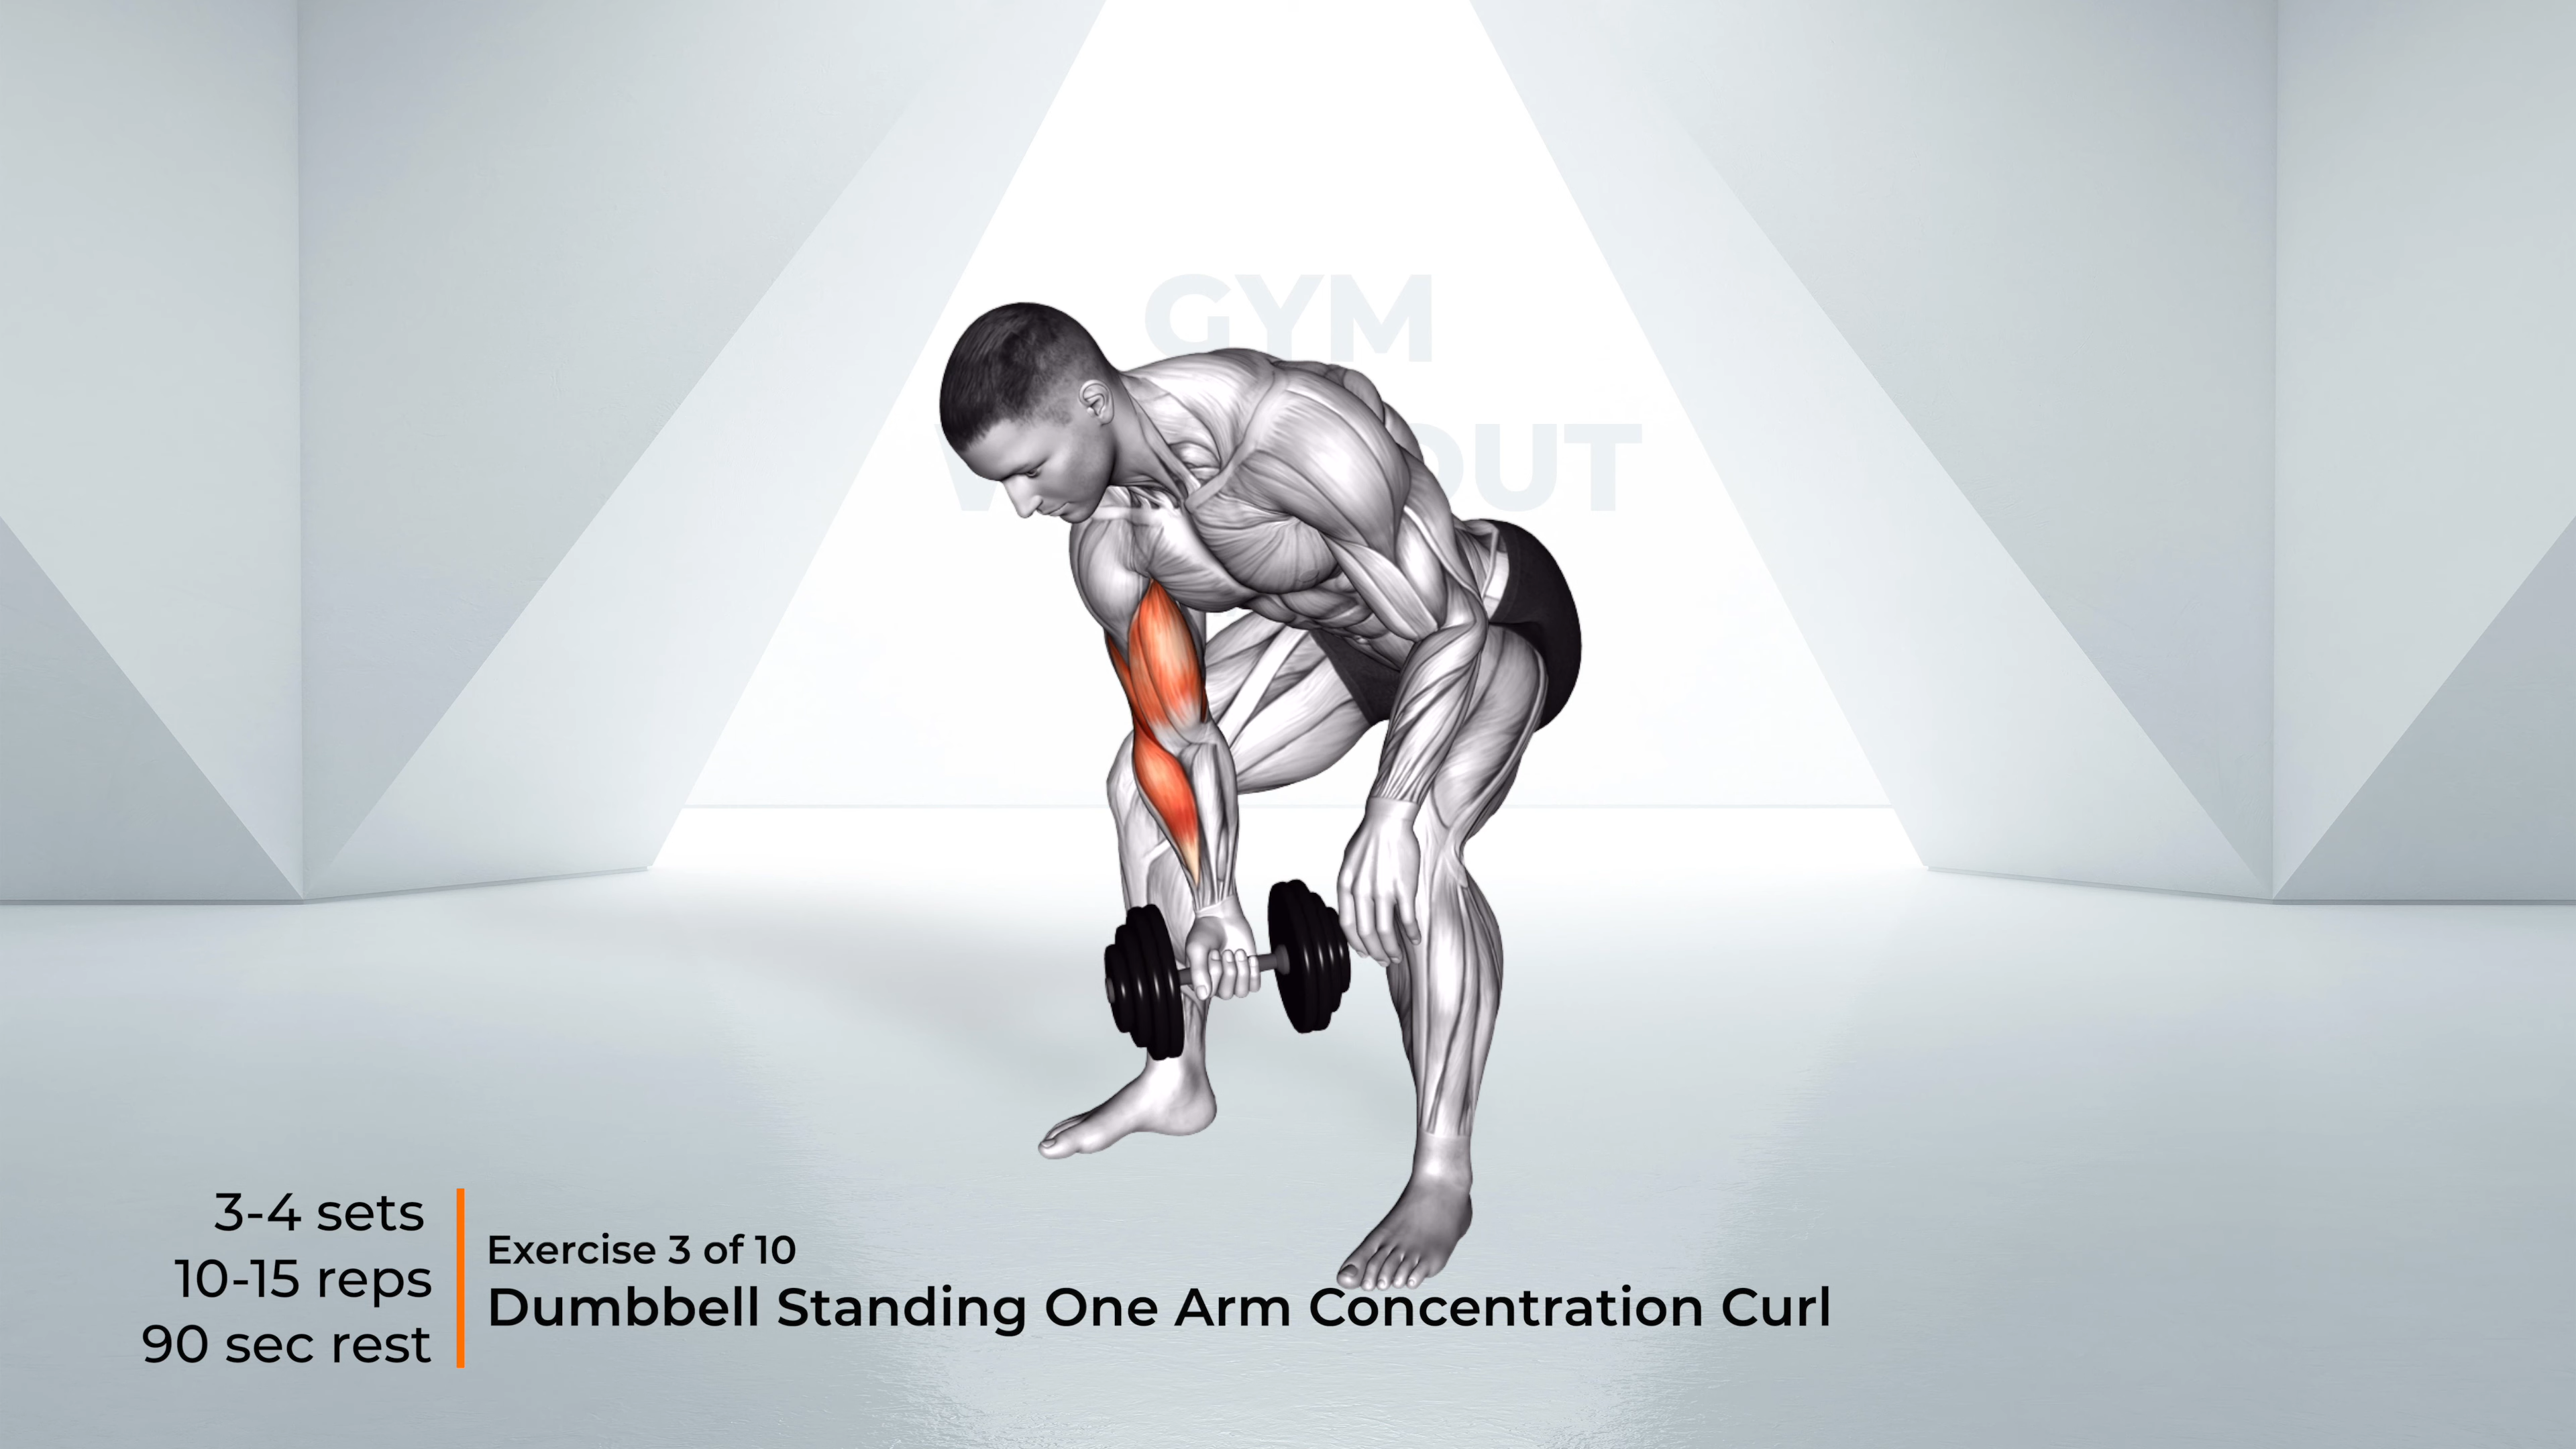 GYM
3-4 sets
10-15 reps
90 sec rest
Exercise 3 of 10
Dumbbell Standing One Arm Concentration Curl